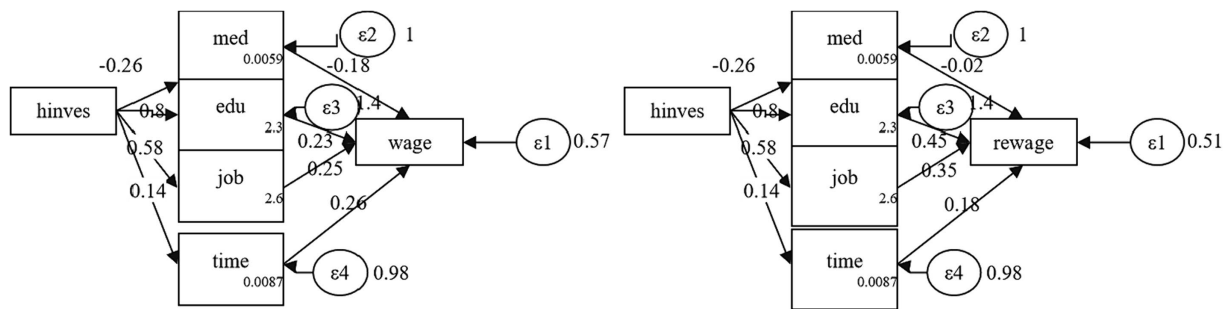 med
0.0059
ε2
1
-0.26
-0.18
hinves
0.8
edu
2.3
ε3
1.4
0.23
wage
ε1
0.57
0.58
job
2.6
0.25
0.14
0.26
time
0.0087
ε4
0.98
med
0.0059
ε2
1
-0.26
-0.02
hinves
0.8
edu
2.3
ε3
1.4
0.45
rewage
ε1
0.51
0.58
job
2.6
0.35
0.14
0.18
time
0.0087
ε4
0.98